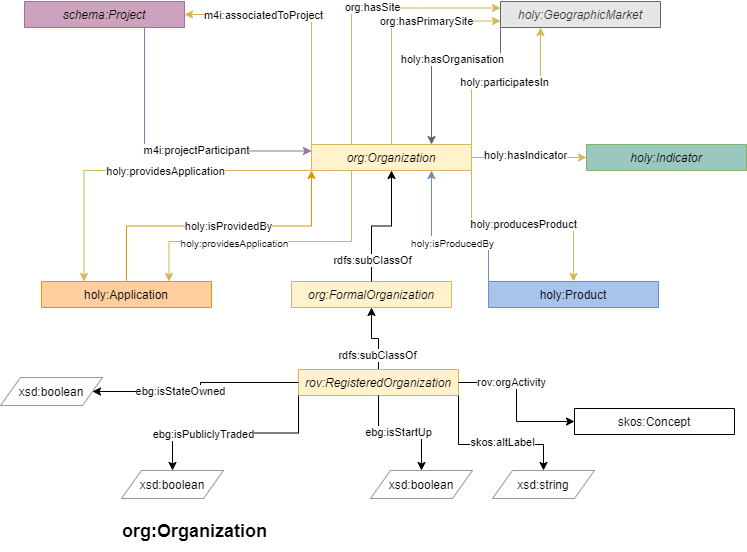 org:hasSite
schema:Project
m4i:associatedToProject
holy:GeographicMarket
org:hasPrimarySite
holy:hasOrganisation
holy:participatesIn
m4i:projectParticipant
org:Organization
holy:hasIndicator
holy:Indicator
holy:providesApplication
holy:isProvidedBy
holy:producesProduct
holy:providesApplication
holy:isProducedBy
rdfs:subClassOf
holy:Application
org:FormalOrganization
holy:Product
rdfs:subClassOf
rov:RegisteredOrganization
rov:orgActivity
xsd:boolean
ebg:isStateOwned
skos:Concept
ebg:isPubliclyTraded
ebg:isStartUp
skos:altLabel
xsd:boolean
xsd:boolean
xsd:string
org:Organization